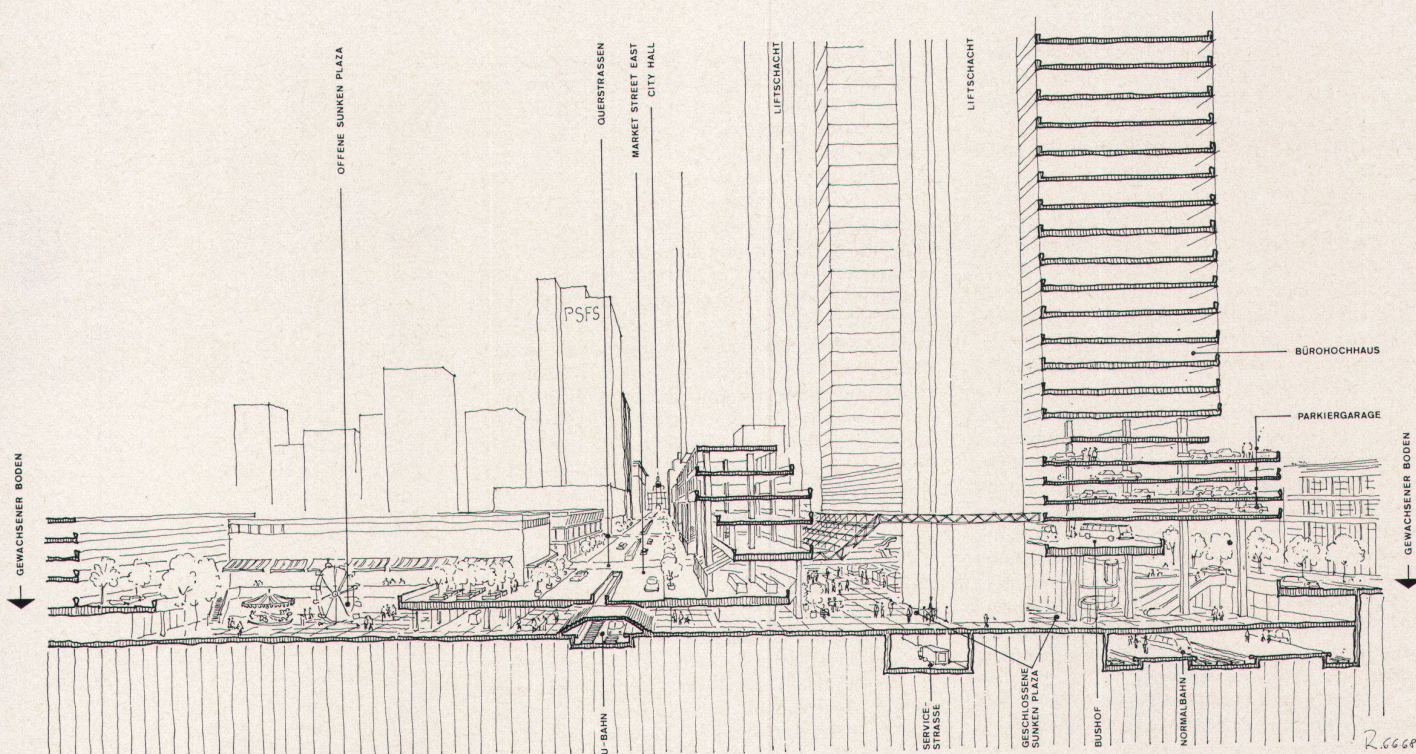 OFFENE SUNKEN PLAZA
QUERSTRASSEN
MARKET STREET EAST
CITY HALL
LIFTSCHACHT
LIFTSCHACHT
PSFS
BÜROHOCHHAUS
PARKIERGARAGE
GEWACHSENER BODEN
GEWACHSENER BODEN
U-BAHN
SERVICE-
STRASSE
GESCHLOSSENE
SUNKEN PLAZA
BUSHOF
NORMALBAHN